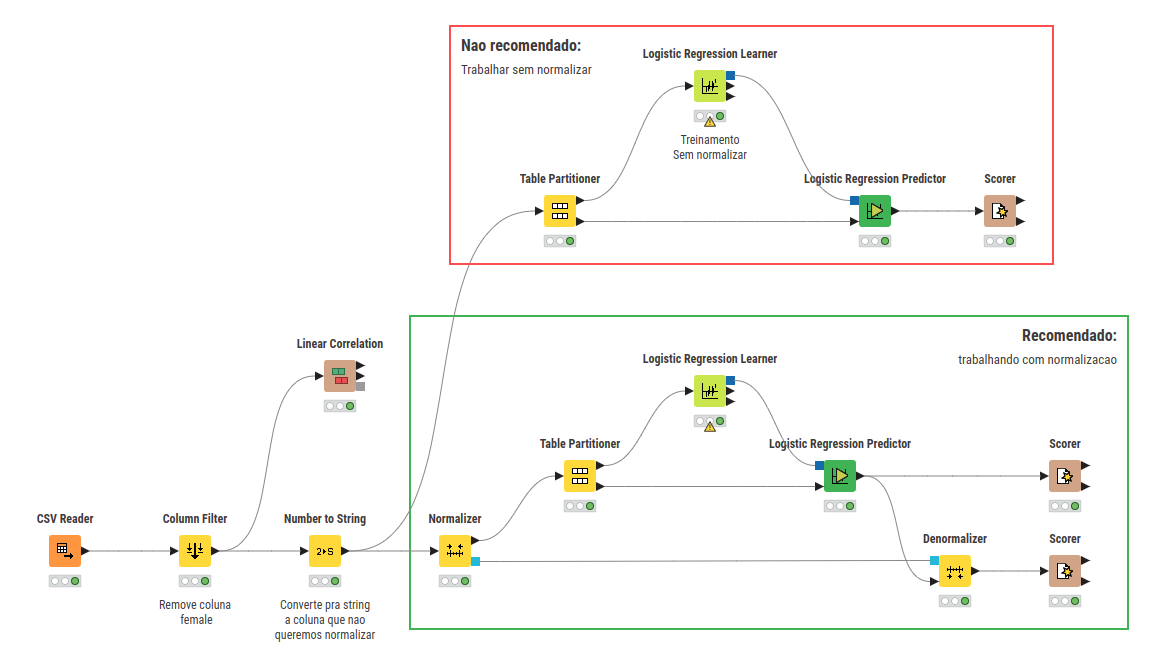 Nao recomendado:
Trabalhar sem normalizar
Logistic Regression Learner
Treinamento
Sem normalizar
Table Partitioner
Logistic Regression Predictor
Scorer
Recomendado:
trabalhando com normalizacao
Linear Correlation
Logistic Regression Learner
Table Partitioner
Logistic Regression Predictor
Scorer
CSV Reader
Column Filter
Number to String
Normalizer
Denormalizer
Scorer
2▸S
Remove coluna
female
Converte pra string
a coluna que nao
queremos normalizar